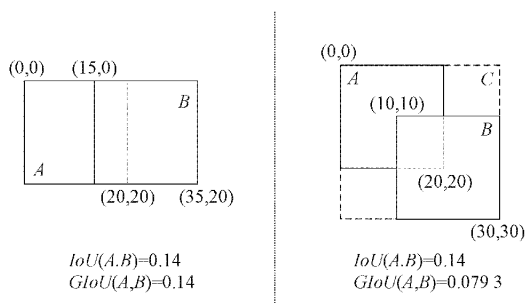 (0,0) (15,0)
B
A
(20,20) (35,20)
IoU(A.B)=0.14
GIoU(A,B)=0.14
(0,0)
A C
(10,10)
B
(20,20)
(30,30)
IoU(A.B)=0.14
GIoU(A,B)=0.079 3